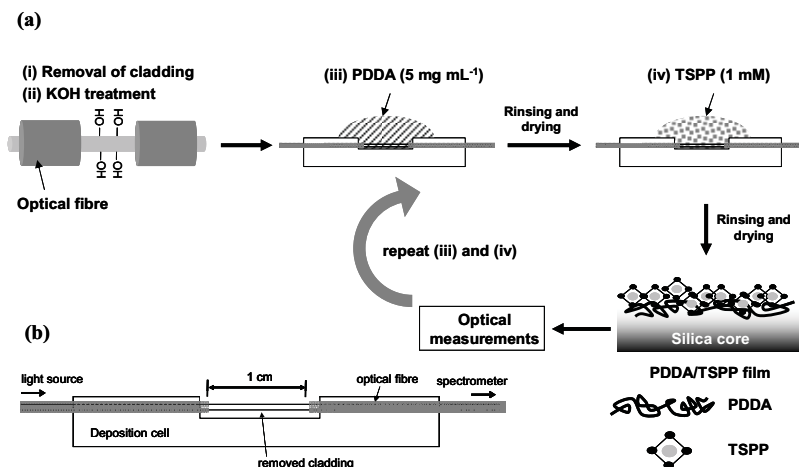 (a)
(i) Removal of cladding
(ii) KOH treatment
OH
OH
HO
HO
Optical fibre
(iii) PDDA (5 mg mL⁻¹)
Rinsing and
drying
(iv) TSPP (1 mM)
Rinsing and
drying
repeat (iii) and (iv)
Optical
measurements
Silica core
PDDA/TSPP film
PDDA
TSPP
(b)
light source
1 cm
optical fibre
spectrometer
Deposition cell
removed cladding